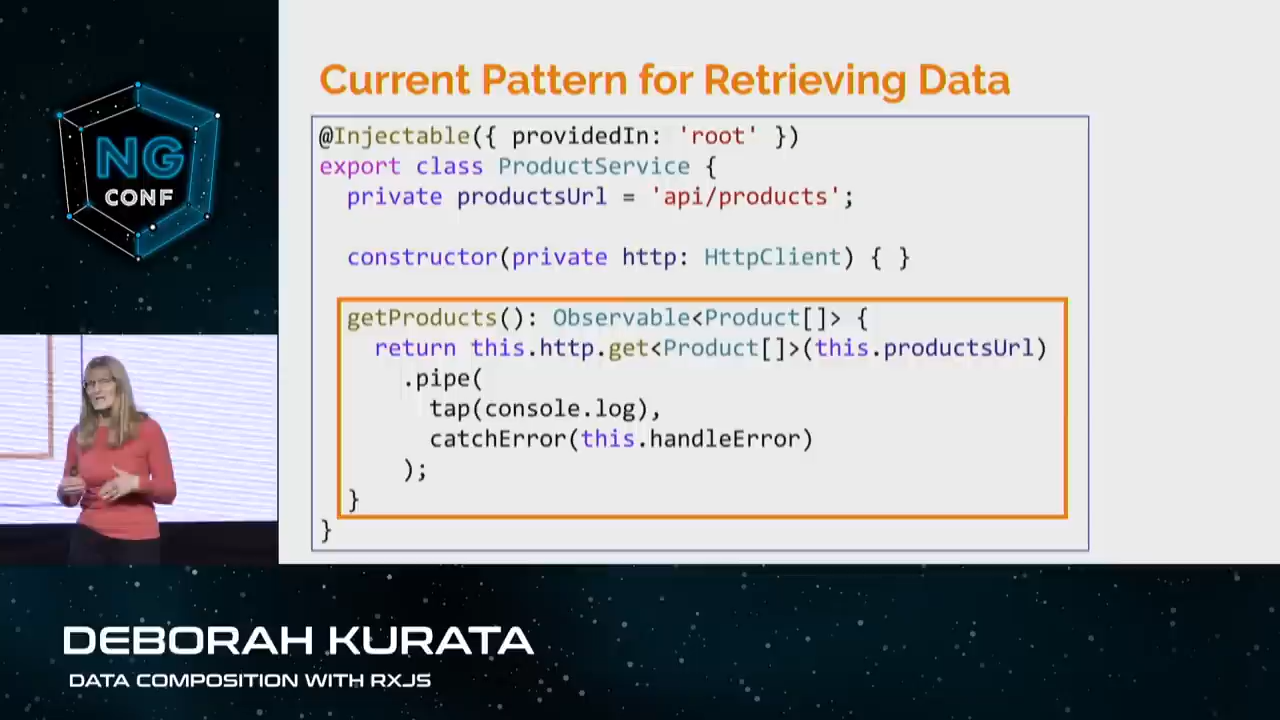 Current Pattern for Retrieving Data
@Injectable({ providedIn: 'root' })
export class ProductService {
  private productsUrl = 'api/products';
  constructor(private http: HttpClient) { }
  getProducts(): Observable<Product[]> {
    return this.http.get<Product[]>(this.productsUrl)
      .pipe(
        tap(console.log),
        catchError(this.handleError)
      );
  }
}
NG
CONF
DEBORAH KURATA
DATA COMPOSITION WITH RXJS